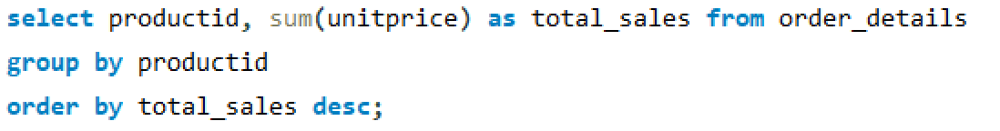 select productid, sum(unitprice) as total_sales from order_details
group by productid
order by total_sales desc;